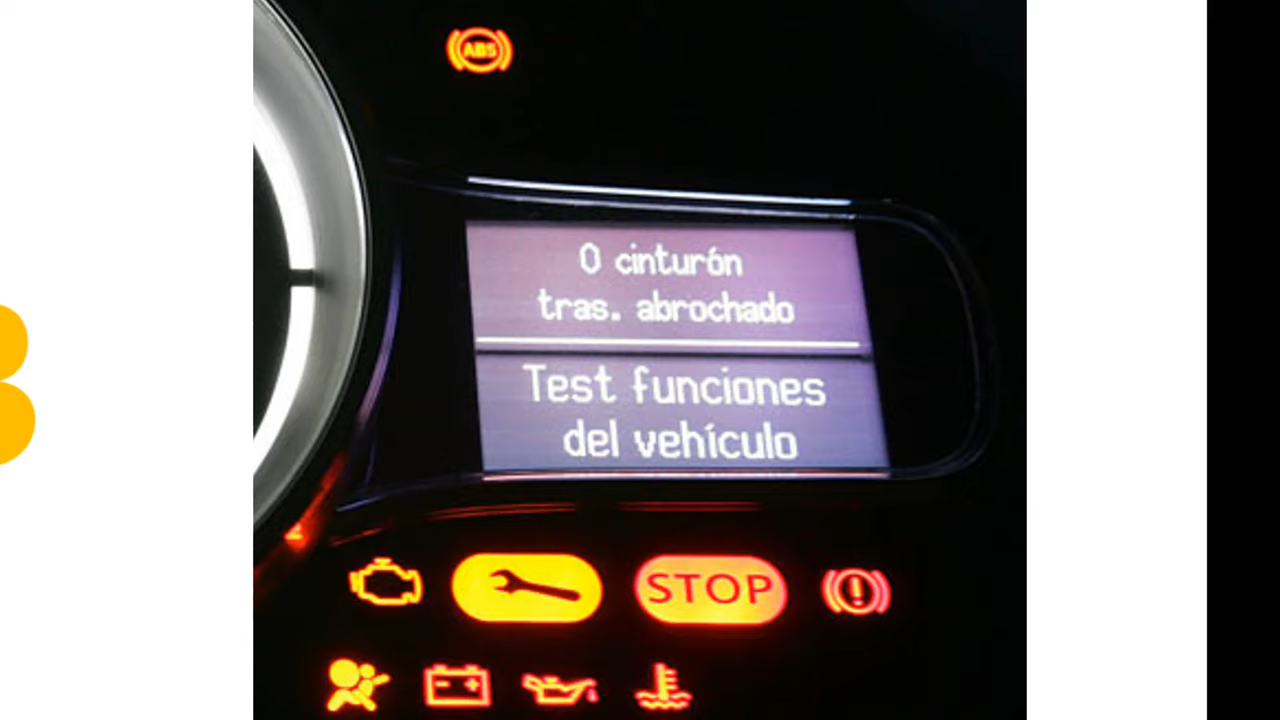 ABS
0 cinturón
tras. abrochado
Test funciones
del vehículo
STOP